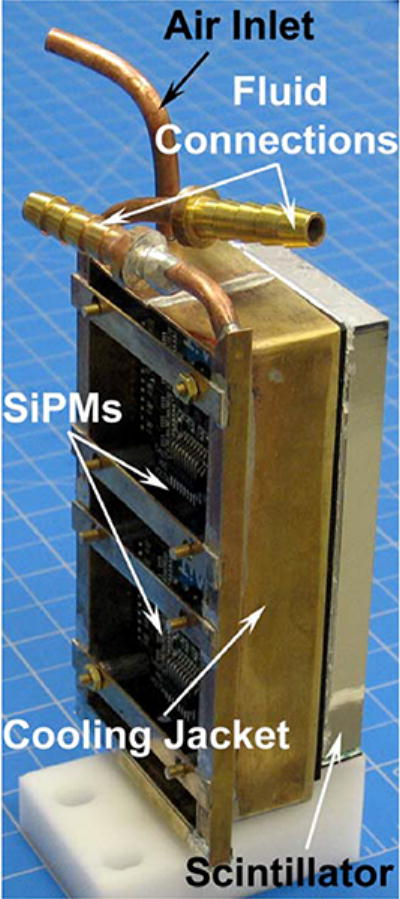 Air Inlet
Fluid
Connections
SiPMs
Cooling Jacket
Scintillator